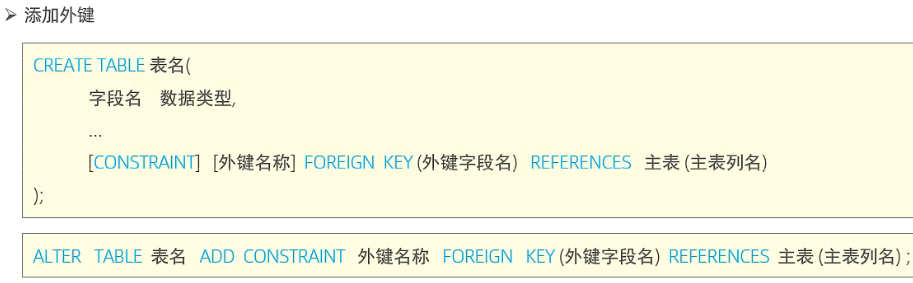 ➢ 添加外键
CREATE TABLE 表名(
字段名 数据类型,
...
[CONSTRAINT] [外键名称] FOREIGN KEY (外键字段名) REFERENCES 主表 (主表列名)
);
ALTER TABLE 表名 ADD CONSTRAINT 外键名称 FOREIGN KEY (外键字段名) REFERENCES 主表 (主表列名) ;